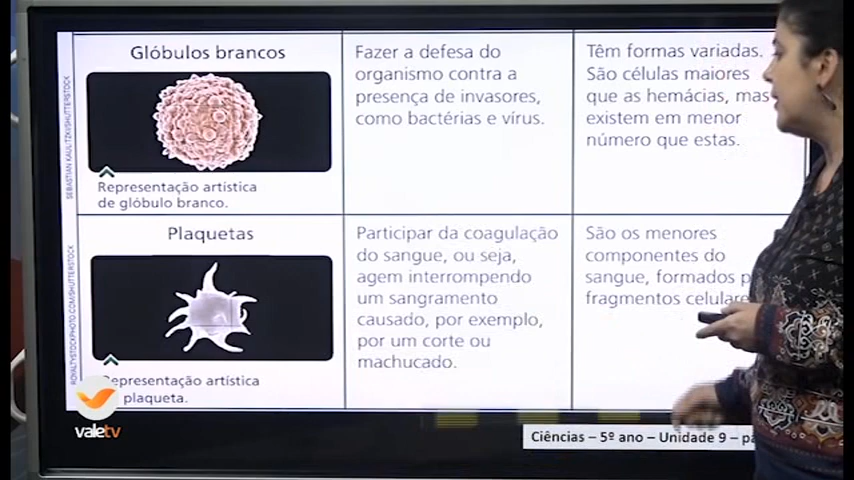 Glóbulos brancos
SEBASTIAN KAULITZKI/SHUTTERSTOCK
Representação artística
de glóbulo branco.
Fazer a defesa do
organismo contra a
presença de invasores,
como bactérias e vírus.
Têm formas variadas.
São células maiores
que as hemácias, mas
existem em menor
número que estas.
Plaquetas
ROYALTYSTOCKPHOTO.COM/SHUTTERSTOCK
Representação artística
plaqueta.
Participar da coagulação
do sangue, ou seja,
agem interrompendo
um sangramento
causado, por exemplo,
por um corte ou
machucado.
São os menores
componentes do
sangue, formados
fragmentos celulare
valetv
Ciências – 5º ano – Unidade 9 –